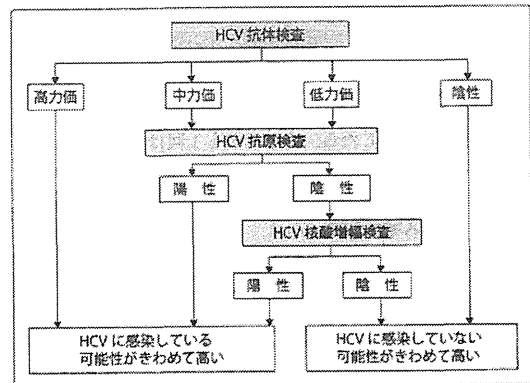 HCV 抗体検査
高力価
中力価
低力価
陰性
HCV 抗原検査
陽 性
陰 性
HCV 核酸増幅検査
陽 性
陰 性
HCV に感染している
可能性がきわめて高い
HCV に感染していない
可能性がきわめて高い